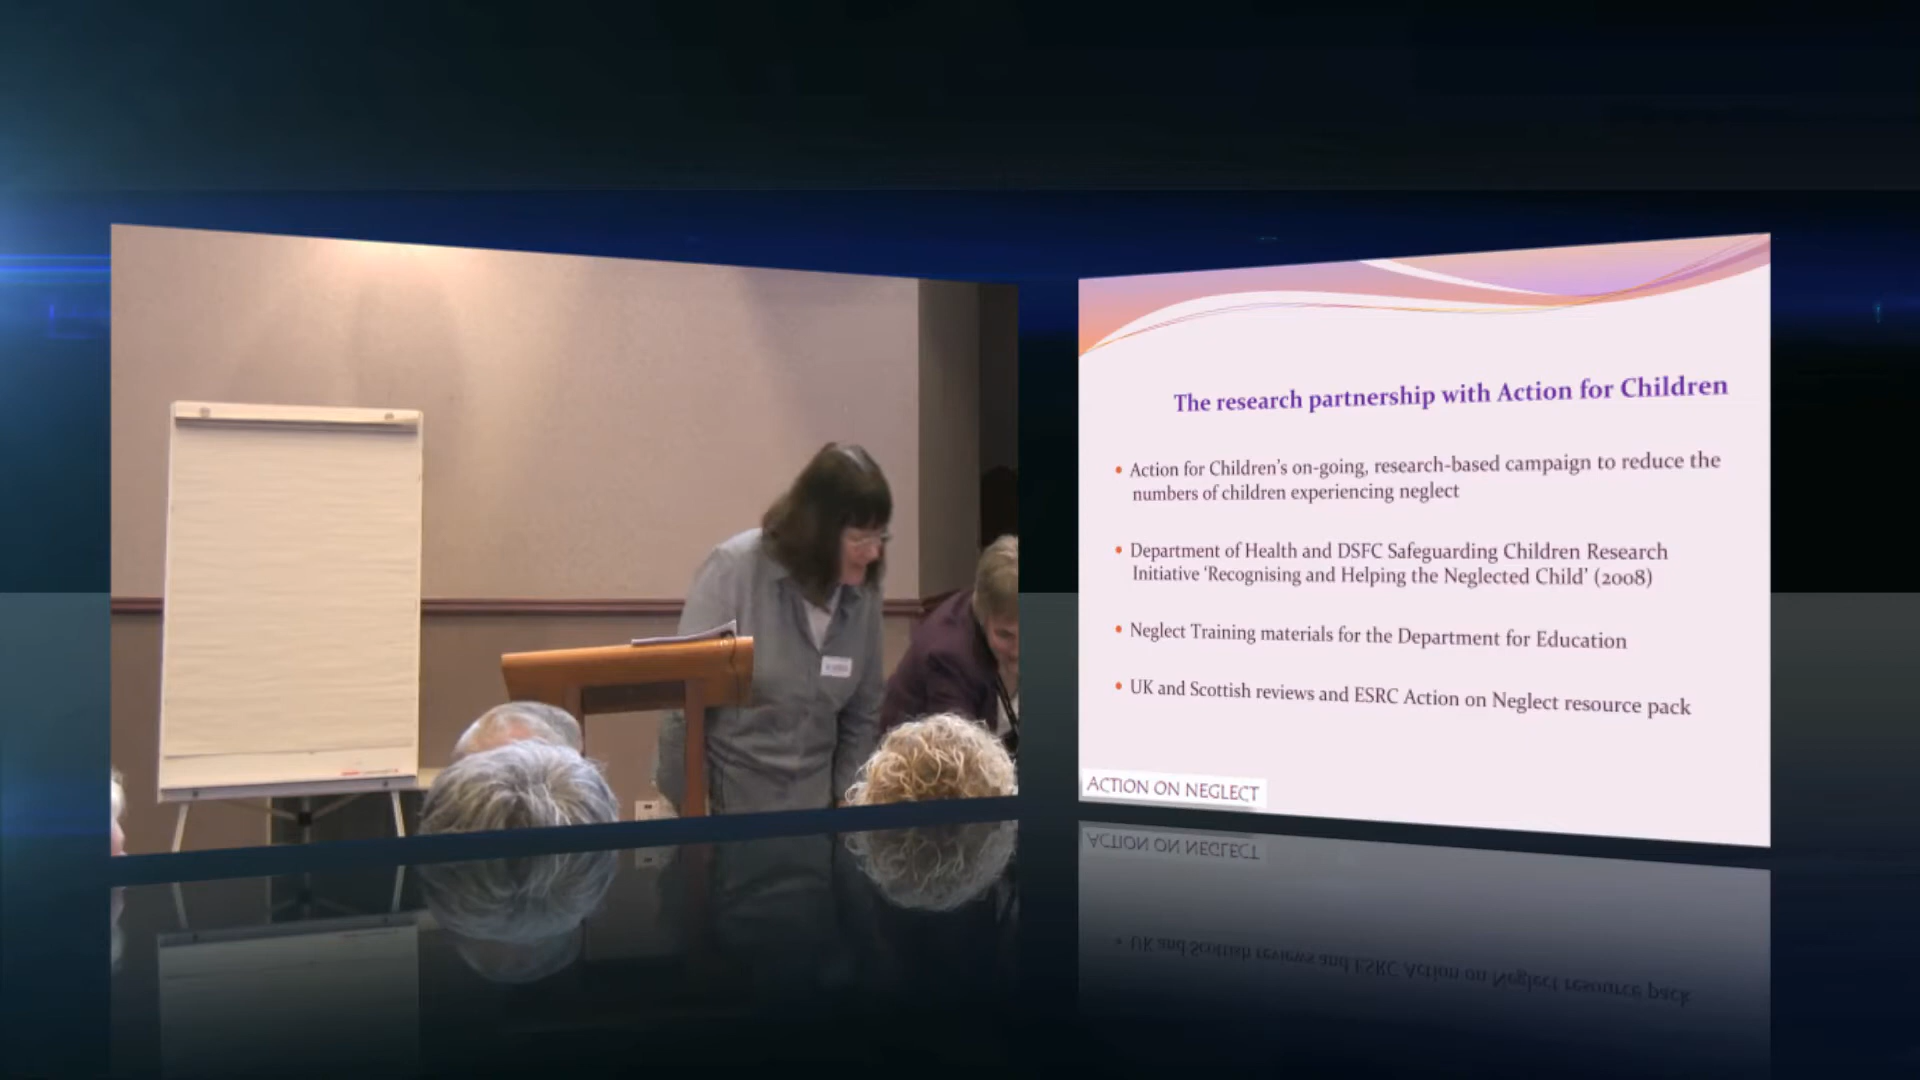 The research partnership with Action for Children
• Action for Children's on-going, research-based campaign to reduce the
numbers of children experiencing neglect
• Department of Health and DSFC Safeguarding Children Research
Initiative 'Recognising and Helping the Neglected Child' (2008)
• Neglect Training materials for the Department for Education
• UK and Scottish reviews and ESRC Action on Neglect resource pack
ACTION ON NEGLECT